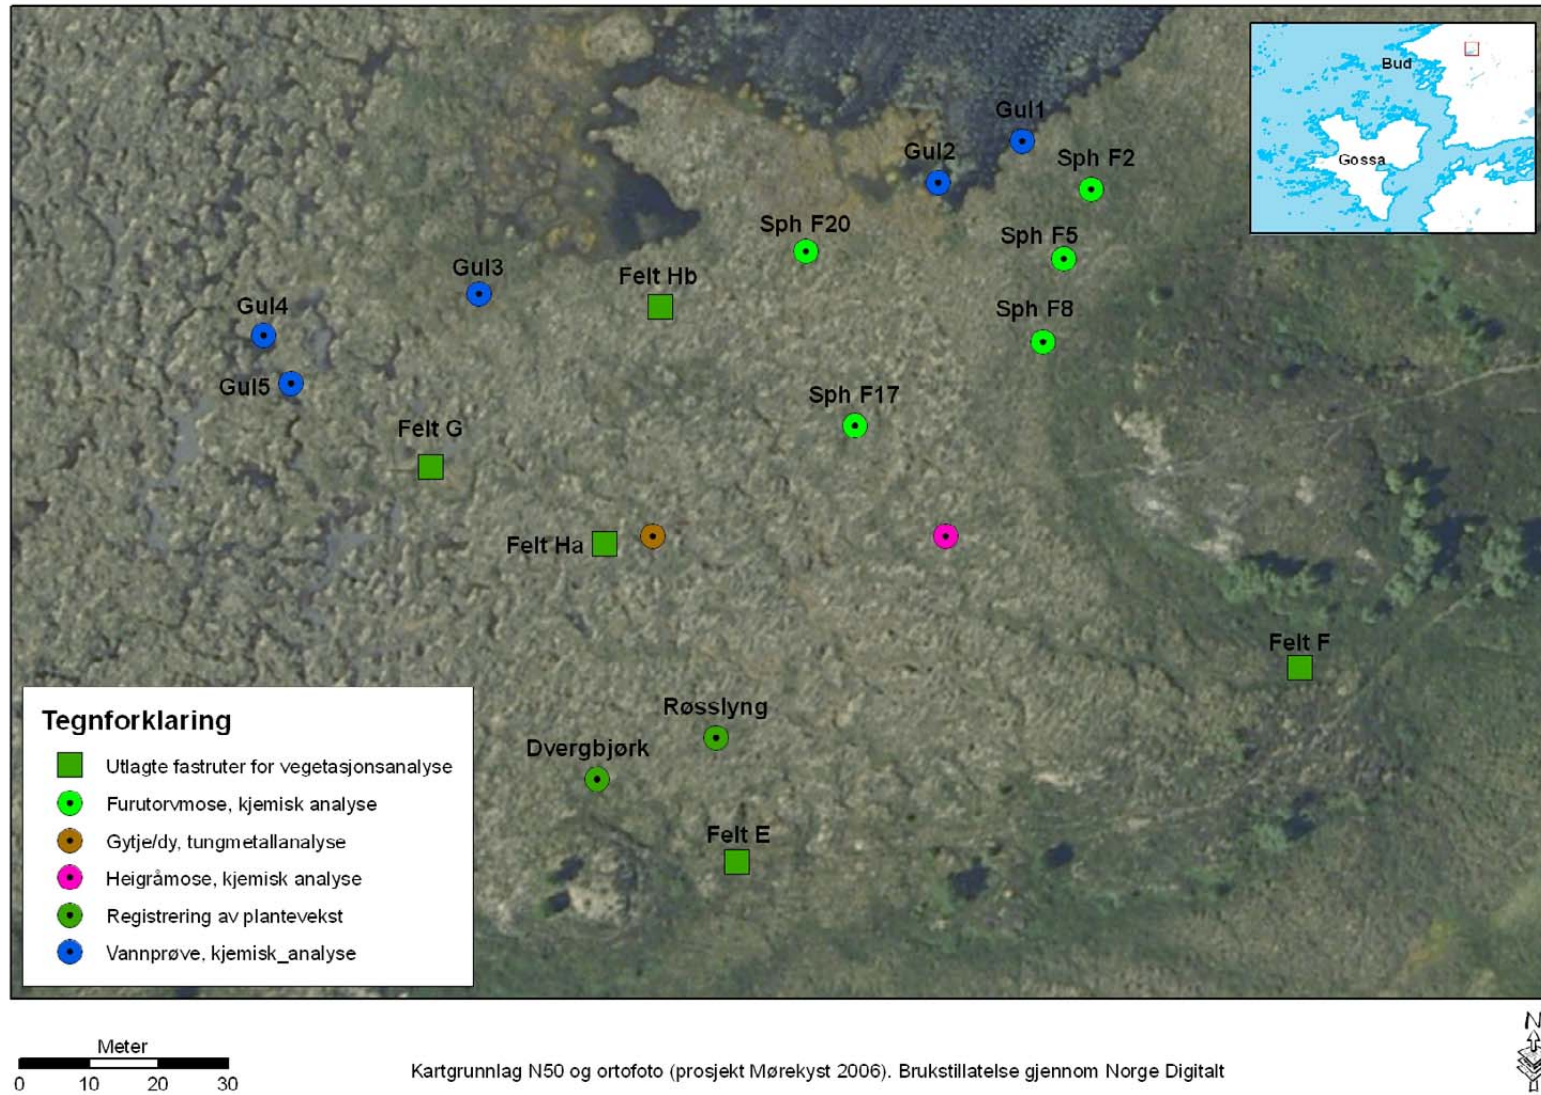 Bud
Gossa
Gul1
Gul2
Sph F2
Sph F20
Sph F5
Gul3
Felt Hb
Gul4
Sph F8
Gul5
Sph F17
Felt G
Felt Ha
Felt F
Røsslyng
Dvergbjørk
Felt E
Tegnforklaring
Utlagte fastruter for vegetasjonsanalyse
Furutorvmose, kjemisk analyse
Gytje/dy, tungmetallanalyse
Heigråmose, kjemisk analyse
Registrering av plantevekst
Vannprøve, kjemisk_analyse
Meter
0 10 20 30
Kartgrunnlag N50 og ortofoto (prosjekt Mørekyst 2006). Brukstillatelse gjennom Norge Digitalt
N